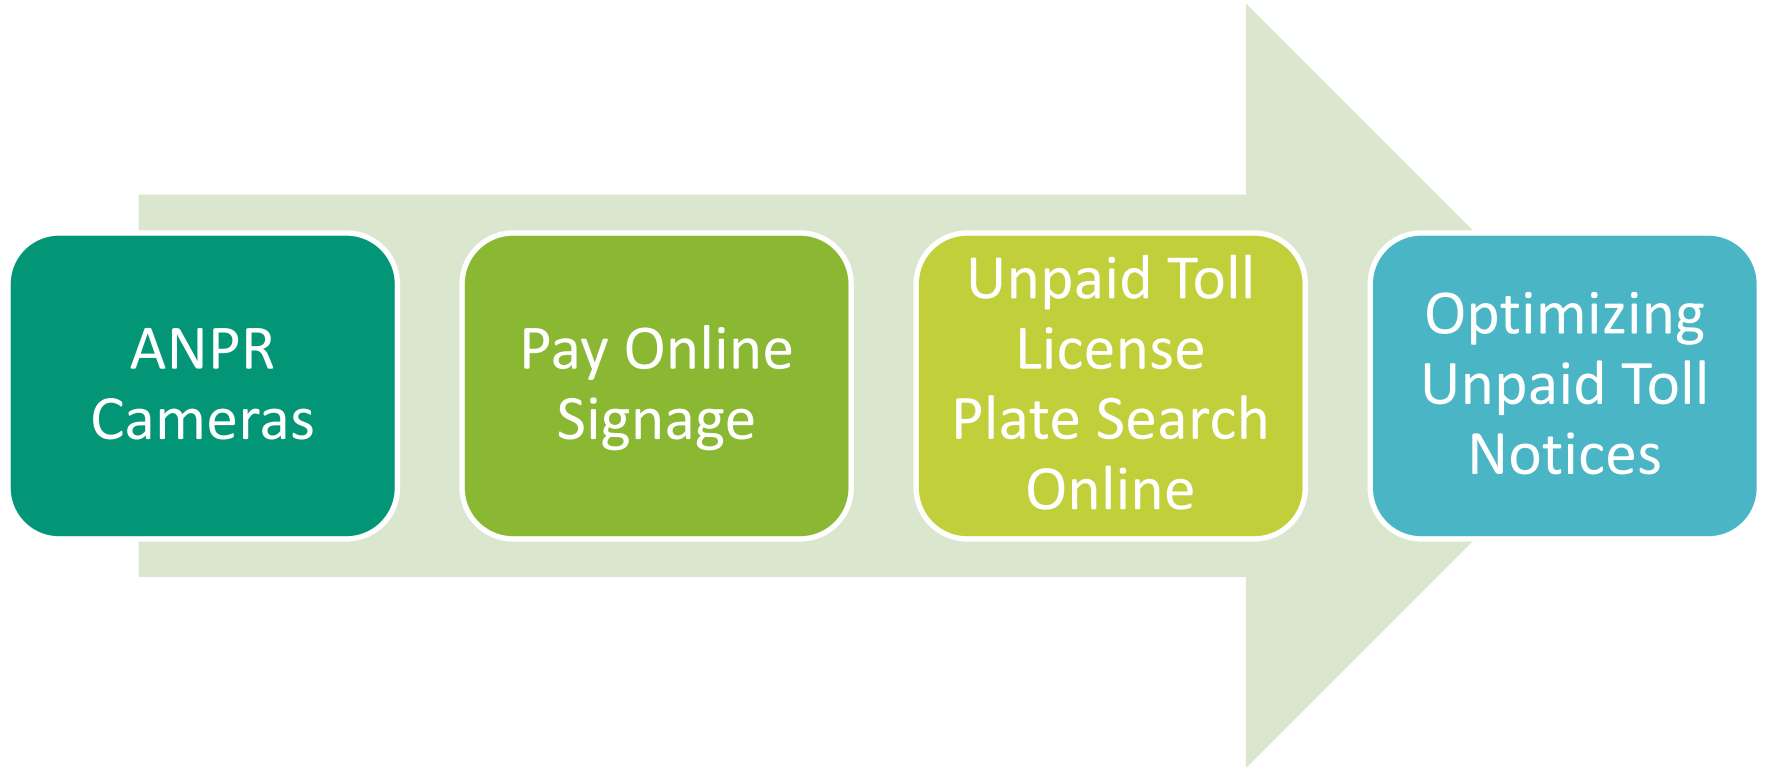 ANPR
Cameras
Pay Online
Signage
Unpaid Toll
License
Plate Search
Online
Optimizing
Unpaid Toll
Notices